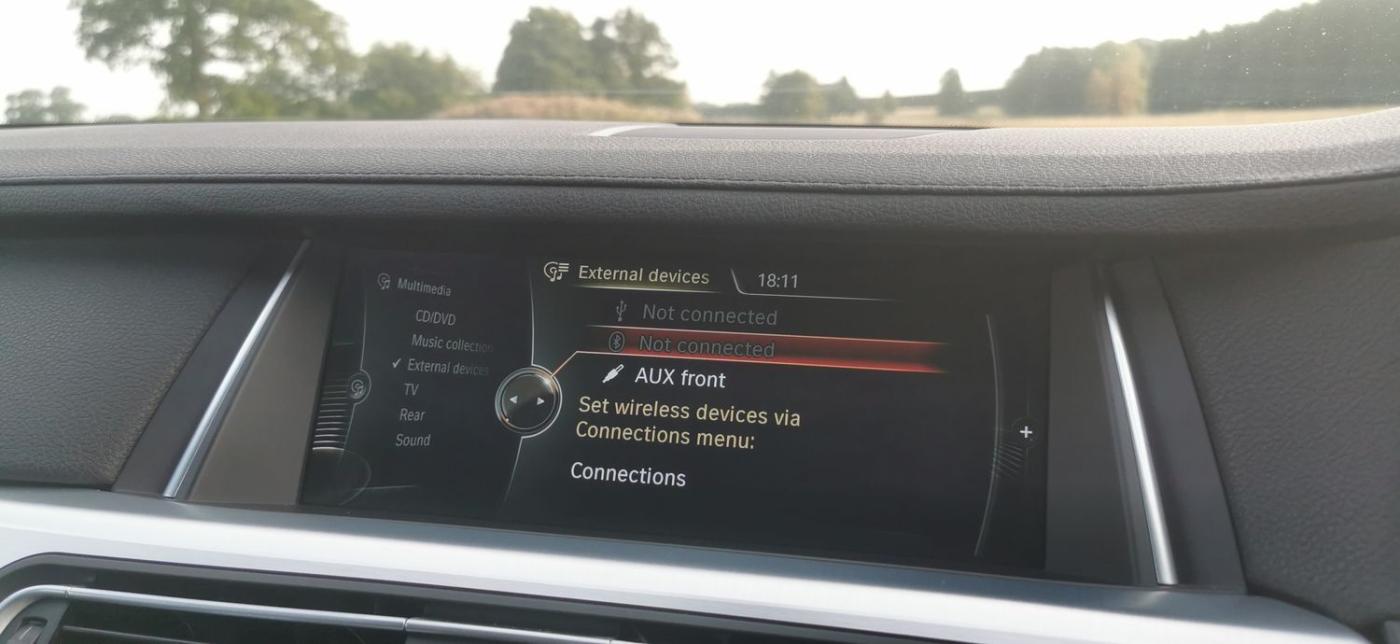 Multimedia
CD/DVD
Music collection
External devices
TV
Rear
Sound
External devices
18:11
Not connected
Not connected
AUX front
Set wireless devices via
Connections menu:
Connections